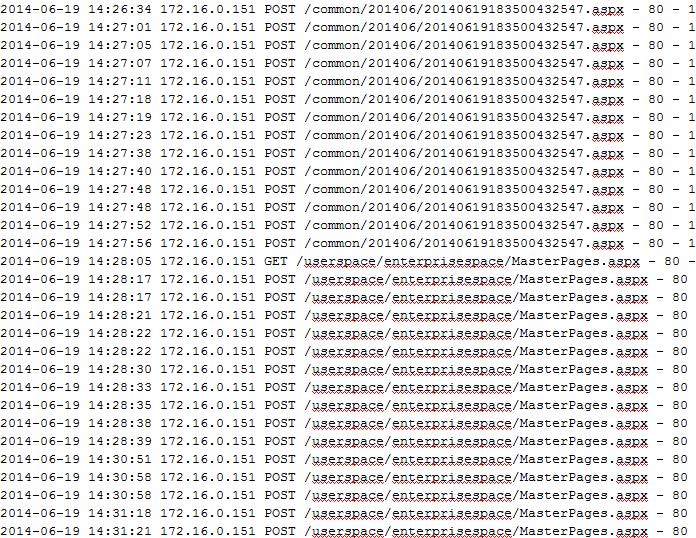 2014-06-19 14:26:34 172.16.0.151 POST /common/201406/20140619183500432547.aspx - 80 - 1
2014-06-19 14:27:01 172.16.0.151 POST /common/201406/20140619183500432547.aspx - 80 - 1
2014-06-19 14:27:05 172.16.0.151 POST /common/201406/20140619183500432547.aspx - 80 - 1
2014-06-19 14:27:07 172.16.0.151 POST /common/201406/20140619183500432547.aspx - 80 - 1
2014-06-19 14:27:11 172.16.0.151 POST /common/201406/20140619183500432547.aspx - 80 - 1
2014-06-19 14:27:18 172.16.0.151 POST /common/201406/20140619183500432547.aspx - 80 - 1
2014-06-19 14:27:19 172.16.0.151 POST /common/201406/20140619183500432547.aspx - 80 - 1
2014-06-19 14:27:23 172.16.0.151 POST /common/201406/20140619183500432547.aspx - 80 - 1
2014-06-19 14:27:38 172.16.0.151 POST /common/201406/20140619183500432547.aspx - 80 - 1
2014-06-19 14:27:40 172.16.0.151 POST /common/201406/20140619183500432547.aspx - 80 - 1
2014-06-19 14:27:48 172.16.0.151 POST /common/201406/20140619183500432547.aspx - 80 - 1
2014-06-19 14:27:48 172.16.0.151 POST /common/201406/20140619183500432547.aspx - 80 - 1
2014-06-19 14:27:52 172.16.0.151 POST /common/201406/20140619183500432547.aspx - 80 - 1
2014-06-19 14:27:56 172.16.0.151 POST /common/201406/20140619183500432547.aspx - 80 - 1
2014-06-19 14:28:05 172.16.0.151 GET /userspace/enterprisespace/MasterPages.aspx - 80 -
2014-06-19 14:28:17 172.16.0.151 POST /userspace/enterprisespace/MasterPages.aspx - 80
2014-06-19 14:28:17 172.16.0.151 POST /userspace/enterprisespace/MasterPages.aspx - 80
2014-06-19 14:28:21 172.16.0.151 POST /userspace/enterprisespace/MasterPages.aspx - 80
2014-06-19 14:28:22 172.16.0.151 POST /userspace/enterprisespace/MasterPages.aspx - 80
2014-06-19 14:28:22 172.16.0.151 POST /userspace/enterprisespace/MasterPages.aspx - 80
2014-06-19 14:28:30 172.16.0.151 POST /userspace/enterprisespace/MasterPages.aspx - 80
2014-06-19 14:28:33 172.16.0.151 POST /userspace/enterprisespace/MasterPages.aspx - 80
2014-06-19 14:28:35 172.16.0.151 POST /userspace/enterprisespace/MasterPages.aspx - 80
2014-06-19 14:28:38 172.16.0.151 POST /userspace/enterprisespace/MasterPages.aspx - 80
2014-06-19 14:28:39 172.16.0.151 POST /userspace/enterprisespace/MasterPages.aspx - 80
2014-06-19 14:30:51 172.16.0.151 POST /userspace/enterprisespace/MasterPages.aspx - 80
2014-06-19 14:30:58 172.16.0.151 POST /userspace/enterprisespace/MasterPages.aspx - 80
2014-06-19 14:30:58 172.16.0.151 POST /userspace/enterprisespace/MasterPages.aspx - 80
2014-06-19 14:31:18 172.16.0.151 POST /userspace/enterprisespace/MasterPages.aspx - 80
2014-06-19 14:31:21 172.16.0.151 POST /userspace/enterprisespace/MasterPages.aspx - 80